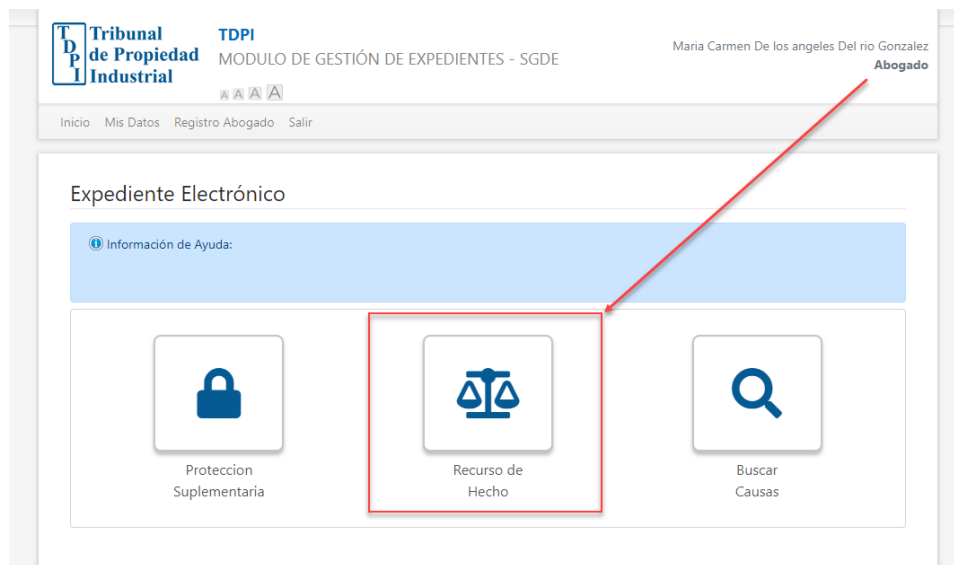 Tribunal
de Propiedad
Industrial
TDPI
TDPI
MODULO DE GESTIÓN DE EXPEDIENTES - SGDE
A A A A
Maria Carmen De los angeles Del rio Gonzalez
Abogado
Inicio Mis Datos Registro Abogado Salir
Expediente Electrónico
Información de Ayuda:
Proteccion
Suplementaria
Recurso de
Hecho
Buscar
Causas